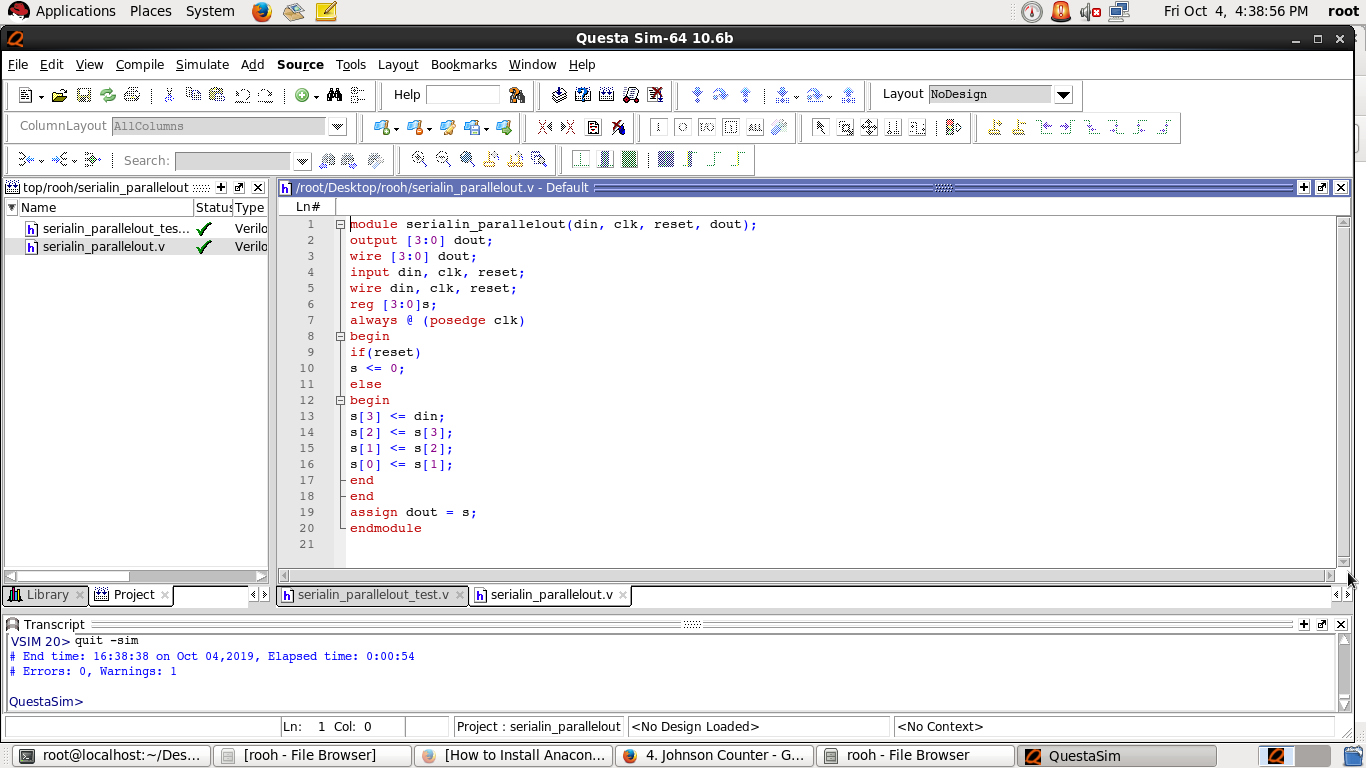 Applications Places System Fri Oct 4, 4:38:56 PM root
Questa Sim-64 10.6b
File Edit View Compile Simulate Add Source Tools Layout Bookmarks Window Help
Help Layout NoDesign
ColumnLayout AllColumns
Search:
top/rooh/serialin_parallelout
Name Status Type
serialin_parallelout_tes... Verilo
serialin_parallelout.v Verilo
/root/Desktop/rooh/serialin_parallelout.v - Default
Ln#
1 module serialin_parallelout(din, clk, reset, dout);
2 output [3:0] dout;
3 wire [3:0] dout;
4 input din, clk, reset;
5 wire din, clk, reset;
6 reg [3:0]s;
7 always @ (posedge clk)
8 begin
9 if(reset)
10 s <= 0;
11 else
12 begin
13 s[3] <= din;
14 s[2] <= s[3];
15 s[1] <= s[2];
16 s[0] <= s[1];
17 end
18 end
19 assign dout = s;
20 endmodule
21
Library Project serialin_parallelout_test.v serialin_parallelout.v
Transcript
VSIM 20> quit -sim
# End time: 16:38:38 on Oct 04,2019, Elapsed time: 0:00:54
# Errors: 0, Warnings: 1
QuestaSim>
Ln: 1 Col: 0 Project : serialin_parallelout <No Design Loaded> <No Context>
root@localhost:~/Des... [rooh - File Browser] [How to Install Anacon... 4. Johnson Counter - G... rooh - File Browser QuestaSim